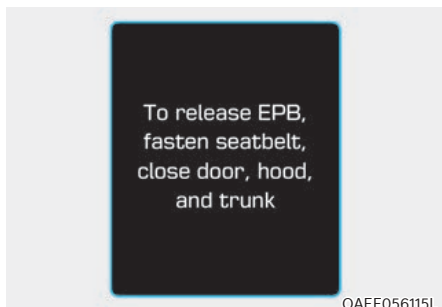 To release EPB,
fasten seatbelt,
close door, hood,
and trunk
OAEE056115L